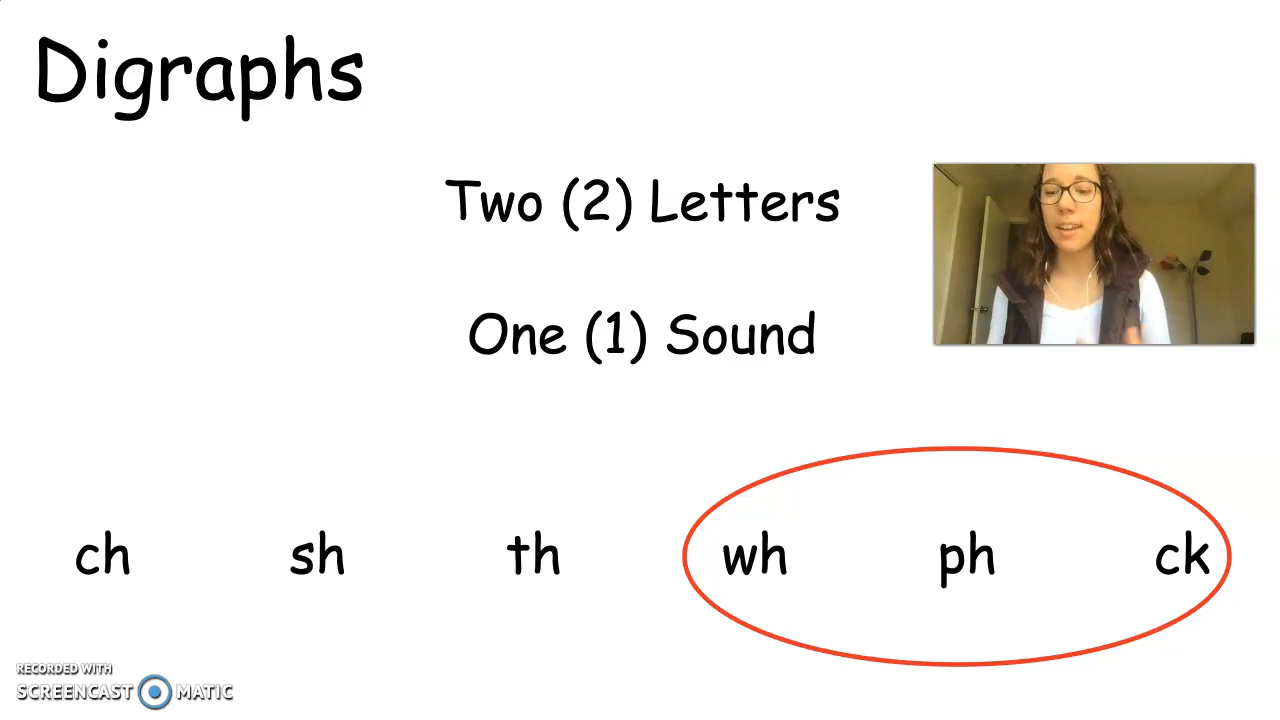 Digraphs
Two (2) Letters
One (1) Sound
ch sh th wh ph ck
RECORDED WITH
SCREENCAST MATIC